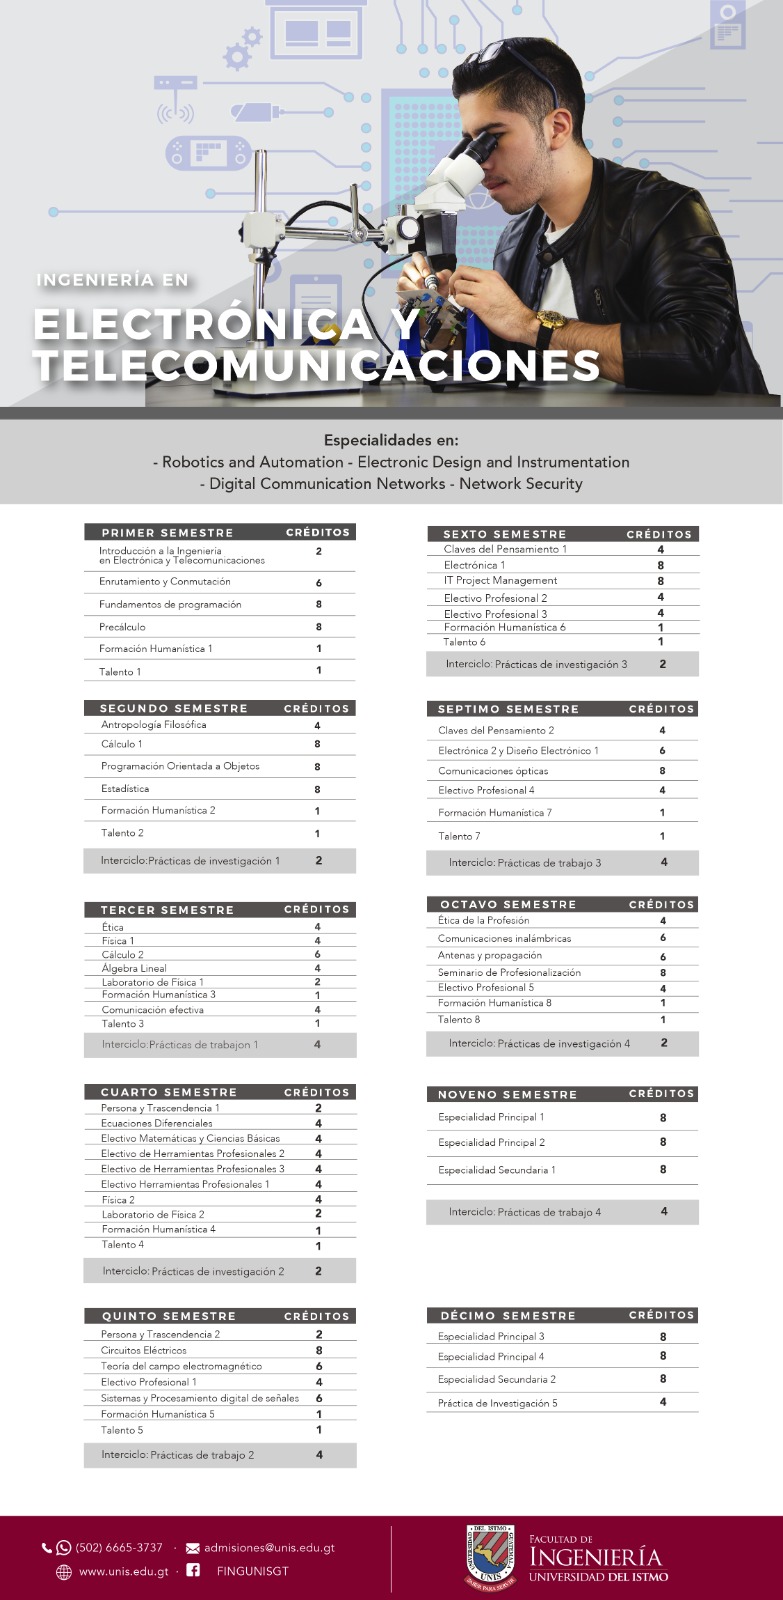 INGENIERÍA EN
ELECTRÓNICA Y
TELECOMUNICACIONES
Especialidades en:
- Robotics and Automation - Electronic Design and Instrumentation
- Digital Communication Networks - Network Security
PRIMER SEMESTRE CRÉDITOS
Introducción a la Ingeniería
en Electrónica y Telecomunicaciones 2
Enrutamiento y Conmutación 6
Fundamentos de programación 8
Precálculo 8
Formación Humanística 1 1
Talento 1 1
SEGUNDO SEMESTRE CRÉDITOS
Antropología Filosófica 4
Cálculo 1 8
Programación Orientada a Objetos 8
Estadística 8
Formación Humanística 2 1
Talento 2 1
Interciclo:Prácticas de investigación 1 2
TERCER SEMESTRE CRÉDITOS
Ética 4
Física 1 4
Cálculo 2 6
Álgebra Lineal 4
Laboratorio de Física 1 2
Formación Humanística 3 1
Comunicación efectiva 4
Talento 3 1
Interciclo:Prácticas de trabajon 1 4
CUARTO SEMESTRE CRÉDITOS
Persona y Trascendencia 1 2
Ecuaciones Diferenciales 4
Electivo Matemáticas y Ciencias Básicas 4
Electivo de Herramientas Profesionales 2 4
Electivo de Herramientas Profesionales 3 4
Electivo Herramientas Profesionales 1 4
Física 2 4
Laboratorio de Física 2 2
Formación Humanística 4 1
Talento 4 1
Interciclo: Prácticas de investigación 2 2
QUINTO SEMESTRE CRÉDITOS
Persona y Trascendencia 2 2
Circuitos Eléctricos 8
Teoría del campo electromagnético 6
Electivo Profesional 1 4
Sistemas y Procesamiento digital de señales 6
Formación Humanística 5 1
Talento 5 1
Interciclo: Prácticas de trabajo 2 4
SEXTO SEMESTRE CRÉDITOS
Claves del Pensamiento 1 4
Electrónica 1 8
IT Project Management 8
Electivo Profesional 2 4
Electivo Profesional 3 4
Formación Humanística 6 1
Talento 6 1
Interciclo: Prácticas de investigación 3 2
SEPTIMO SEMESTRE CRÉDITOS
Claves del Pensamiento 2 4
Electrónica 2 y Diseño Electrónico 1 6
Comunicaciones ópticas 8
Electivo Profesional 4 4
Formación Humanística 7 1
Talento 7 1
Interciclo: Prácticas de trabajo 3 4
OCTAVO SEMESTRE CRÉDITOS
Ética de la Profesión 4
Comunicaciones inalámbricas 6
Antenas y propagación 6
Seminario de Profesionalización 8
Electivo Profesional 5 4
Formación Humanística 8 1
Talento 8 1
Interciclo: Prácticas de investigación 4 2
NOVENO SEMESTRE CRÉDITOS
Especialidad Principal 1 8
Especialidad Principal 2 8
Especialidad Secundaria 1 8
Interciclo: Prácticas de trabajo 4 4
DÉCIMO SEMESTRE CRÉDITOS
Especialidad Principal 3 8
Especialidad Principal 4 8
Especialidad Secundaria 2 8
Práctica de Investigación 5 4
(502) 6665-3737 · admisiones@unis.edu.gt
www.unis.edu.gt · FINGUNISGT
DEL ISTMO
UNIVERSIDAD
GUATEMALA
UNIS
SABER PARA SERVIR
FACULTAD DE
INGENIERÍA
UNIVERSIDAD DEL ISTMO